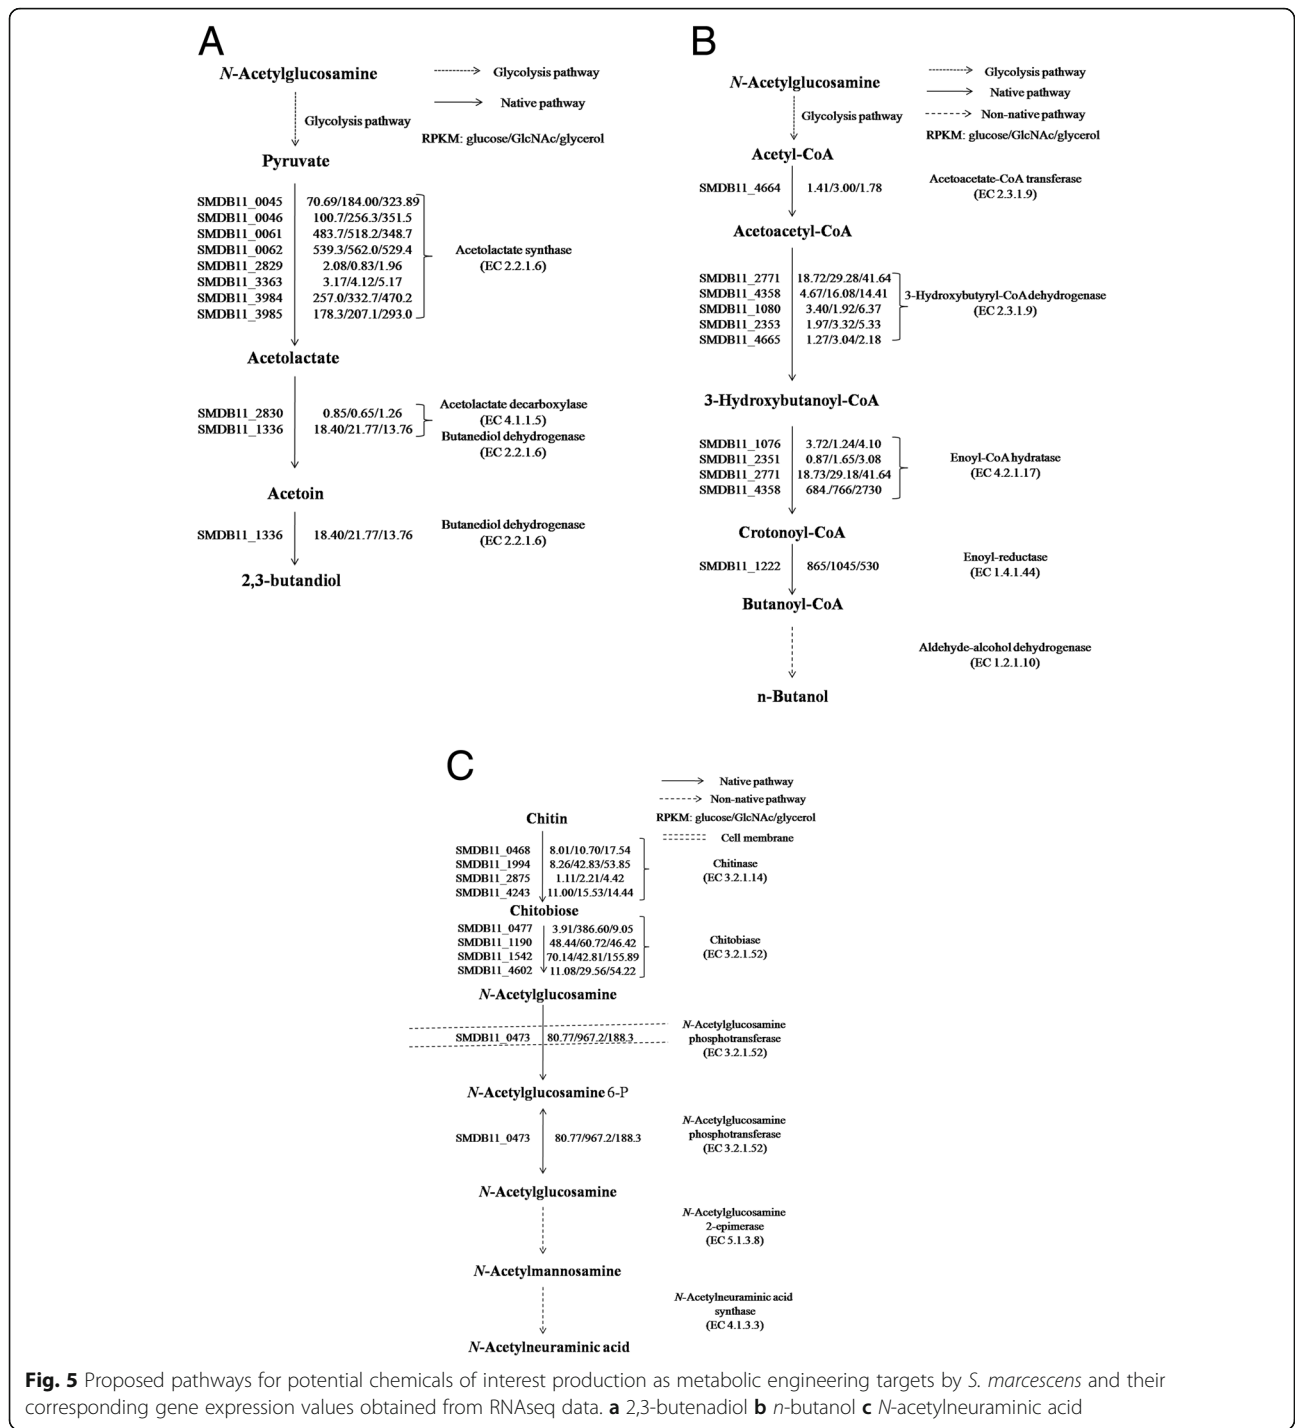 A
N-Acetylglucosamine
Glycolysis pathway
Native pathway
RPKM: glucose/GlcNAc/glycerol
Glycolysis pathway
Pyruvate
SMDB11_0045 70.69/184.00/323.89
SMDB11_0046 100.7/256.3/351.5
SMDB11_0061 483.7/518.2/348.7
SMDB11_0062 539.3/562.0/529.4
SMDB11_2829 2.08/0.83/1.96
SMDB11_3363 3.17/4.12/5.17
SMDB11_3984 257.0/332.7/470.2
SMDB11_3985 178.3/207.1/293.0
Acetolactate synthase
(EC 2.2.1.6)
Acetolactate
SMDB11_2830 0.85/0.65/1.26
SMDB11_1336 18.40/21.77/13.76
Acetolactate decarboxylase
(EC 4.1.1.5)
Butanediol dehydrogenase
(EC 2.2.1.6)
Acetoin
SMDB11_1336 18.40/21.77/13.76
Butanediol dehydrogenase
(EC 2.2.1.6)
2,3-butandiol
B
N-Acetylglucosamine
Glycolysis pathway
Native pathway
Non-native pathway
RPKM: glucose/GlcNAc/glycerol
Glycolysis pathway
Acetyl-CoA
SMDB11_4664 1.41/3.00/1.78
Acetoacetate-CoA transferase
(EC 2.3.1.9)
Acetoacetyl-CoA
SMDB11_2771 18.72/29.28/41.64
SMDB11_4358 4.67/16.08/14.41
SMDB11_1080 3.40/1.92/6.37
SMDB11_2353 1.97/3.32/5.33
SMDB11_4665 1.27/3.04/2.18
3-Hydroxybutyryl-CoA dehydrogenase
(EC 2.3.1.9)
3-Hydroxybutanoyl-CoA
SMDB11_1076 3.72/1.24/4.10
SMDB11_2351 0.87/1.65/3.08
SMDB11_2771 18.73/29.18/41.64
SMDB11_4358 684./766/2730
Enoyl-CoA hydratase
(EC 4.2.1.17)
Crotonoyl-CoA
SMDB11_1222 865/1045/530
Enoyl-reductase
(EC 1.4.1.44)
Butanoyl-CoA
Aldehyde-alcohol dehydrogenase
(EC 1.2.1.10)
n-Butanol
C
Native pathway
Non-native pathway
RPKM: glucose/GlcNAc/glycerol
Cell membrane
Chitin
SMDB11_0468 8.01/10.70/17.54
SMDB11_1994 8.26/42.83/53.85
SMDB11_2875 1.11/2.21/4.42
SMDB11_4243 11.00/15.53/14.44
Chitinase
(EC 3.2.1.14)
Chitobiose
SMDB11_0477 3.91/386.60/9.05
SMDB11_1190 48.44/60.72/46.42
SMDB11_1542 70.14/42.81/155.89
SMDB11_4602 11.08/29.56/54.22
Chitobiase
(EC 3.2.1.52)
N-Acetylglucosamine
SMDB11_0473 80.77/967.2/188.3
N-Acetylglucosamine
phosphotransferase
(EC 3.2.1.52)
N-Acetylglucosamine 6-P
SMDB11_0473 80.77/967.2/188.3
N-Acetylglucosamine
phosphotransferase
(EC 3.2.1.52)
N-Acetylglucosamine
N-Acetylglucosamine
2-epimerase
(EC 5.1.3.8)
N-Acetylmannosamine
N-Acetylneuraminic acid
synthase
(EC 4.1.3.3)
N-Acetylneuraminic acid
Fig. 5 Proposed pathways for potential chemicals of interest production as metabolic engineering targets by S. marcescens and their
corresponding gene expression values obtained from RNAseq data. a 2,3-butenadiol b n-butanol c N-acetylneuraminic acid